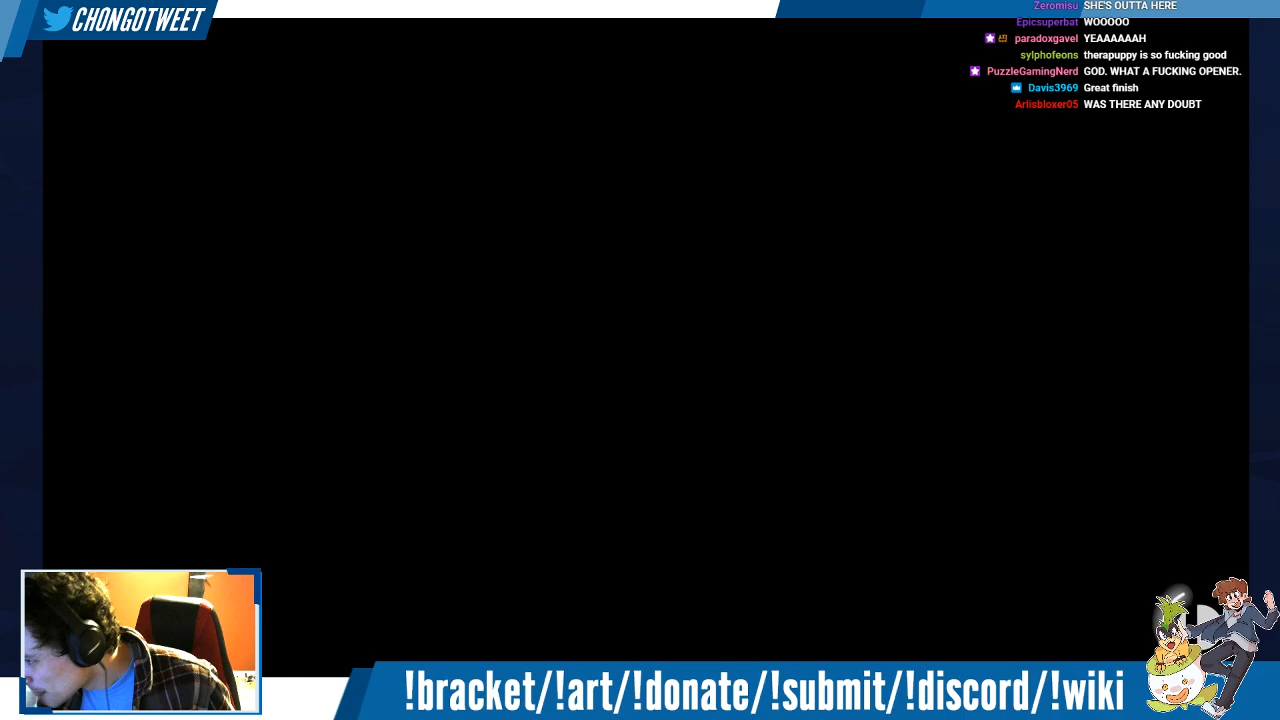 CHONGOTWEET
Zeromisu SHE'S OUTTA HERE
Epicsuperbat WOOOOO
paradoxgavel YEAAAAAAH
sylphofeons therapuppy is so fucking good
PuzzleGamingNerd GOD. WHAT A FUCKING OPENER.
Davis3969 Great finish
Arlisbloxer05 WAS THERE ANY DOUBT
!bracket/!art/!donate/!submit/!discord/!wiki